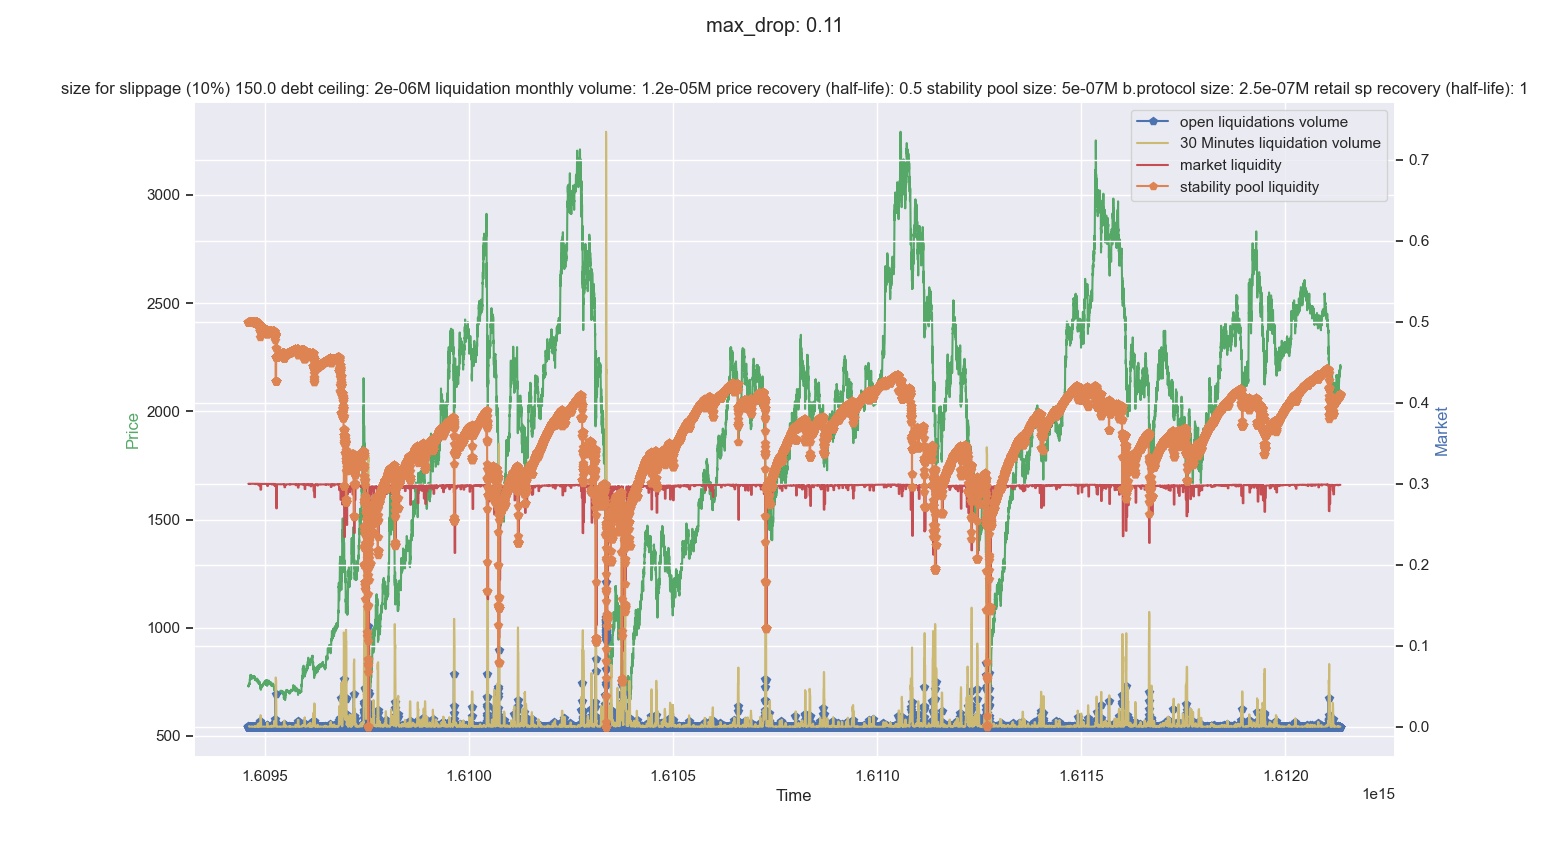 max_drop: 0.11
size for slippage (10%) 150.0 debt ceiling: 2e-06M liquidation monthly volume: 1.2e-05M price recovery (half-life): 0.5 stability pool size: 5e-07M b.protocol size: 2.5e-07M retail sp recovery (half-life): 1
open liquidations volume
30 Minutes liquidation volume
market liquidity
stability pool liquidity
Price
3000
2500
2000
1500
1000
500
Market
0.7
0.6
0.5
0.4
0.3
0.2
0.1
0.0
1.6095 1.6100 1.6105 1.6110 1.6115 1.6120
Time
1e15